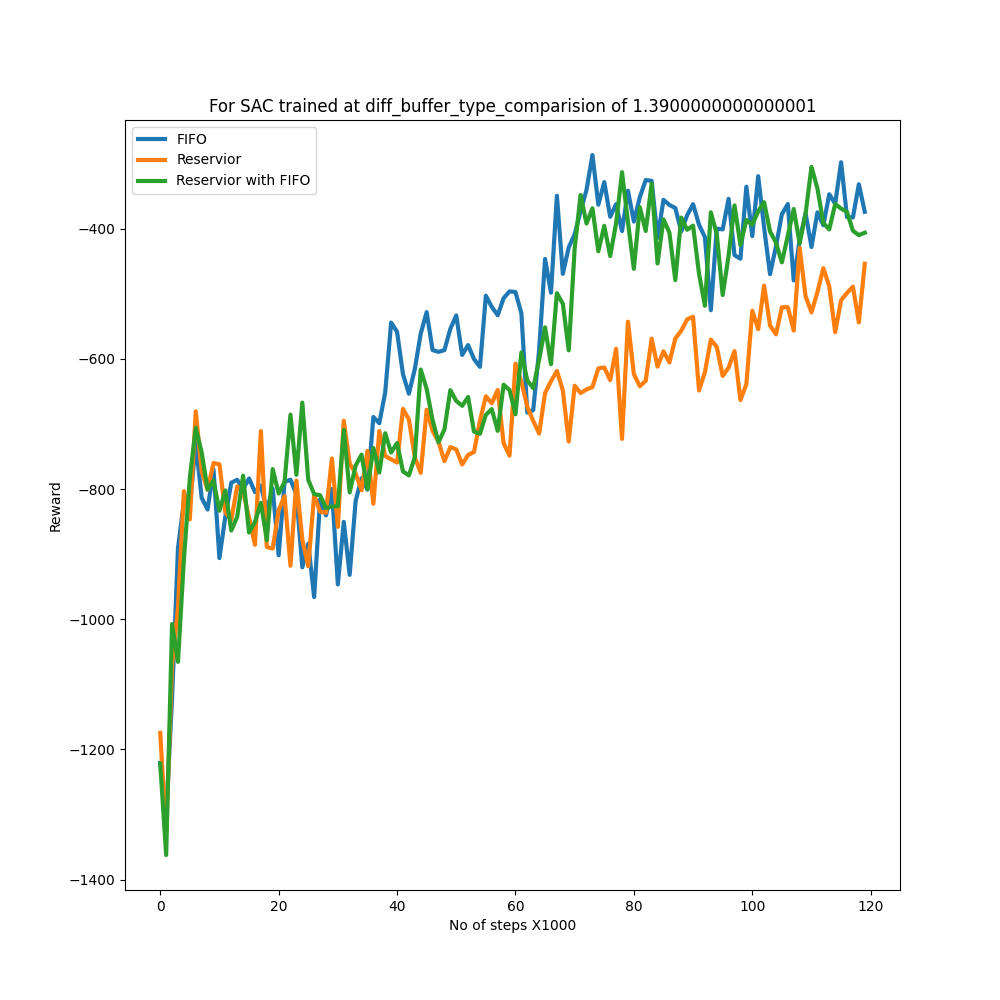 For SAC trained at diff_buffer_type_comparision of 1.3900000000000001
FIFO
Reservior
Reservior with FIFO
Reward
−400
−600
−800
−1000
−1200
−1400
0 20 40 60 80 100 120
No of steps X1000